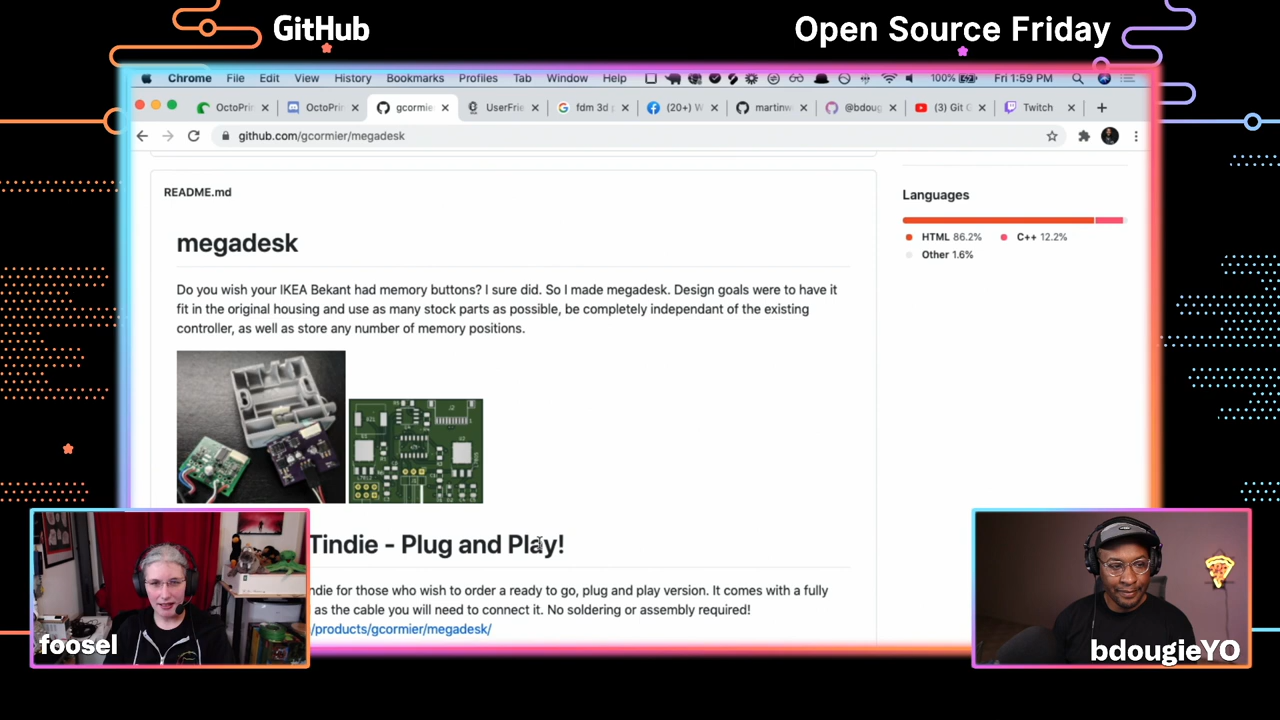 GitHub
Open Source Friday
Chrome File Edit View History Bookmarks Profiles Tab Window Help 100% Fri 1:59 PM
OctoPrin OctoPrin gcormie UserFrie fdm 3d p (20+) W martinw @bdoug (3) Git G Twitch
github.com/gcormier/megadesk
README.md
Languages
HTML 86.2% C++ 12.2%
Other 1.6%
megadesk
Do you wish your IKEA Bekant had memory buttons? I sure did. So I made megadesk. Design goals were to have it
fit in the original housing and use as many stock parts as possible, be completely independant of the existing
controller, as well as store any number of memory positions.
J2
Tindie - Plug and Play!
ndie for those who wish to order a ready to go, plug and play version. It comes with a fully
as the cable you will need to connect it. No soldering or assembly required!
/products/gcormier/megadesk/
foosel
bdougieYO